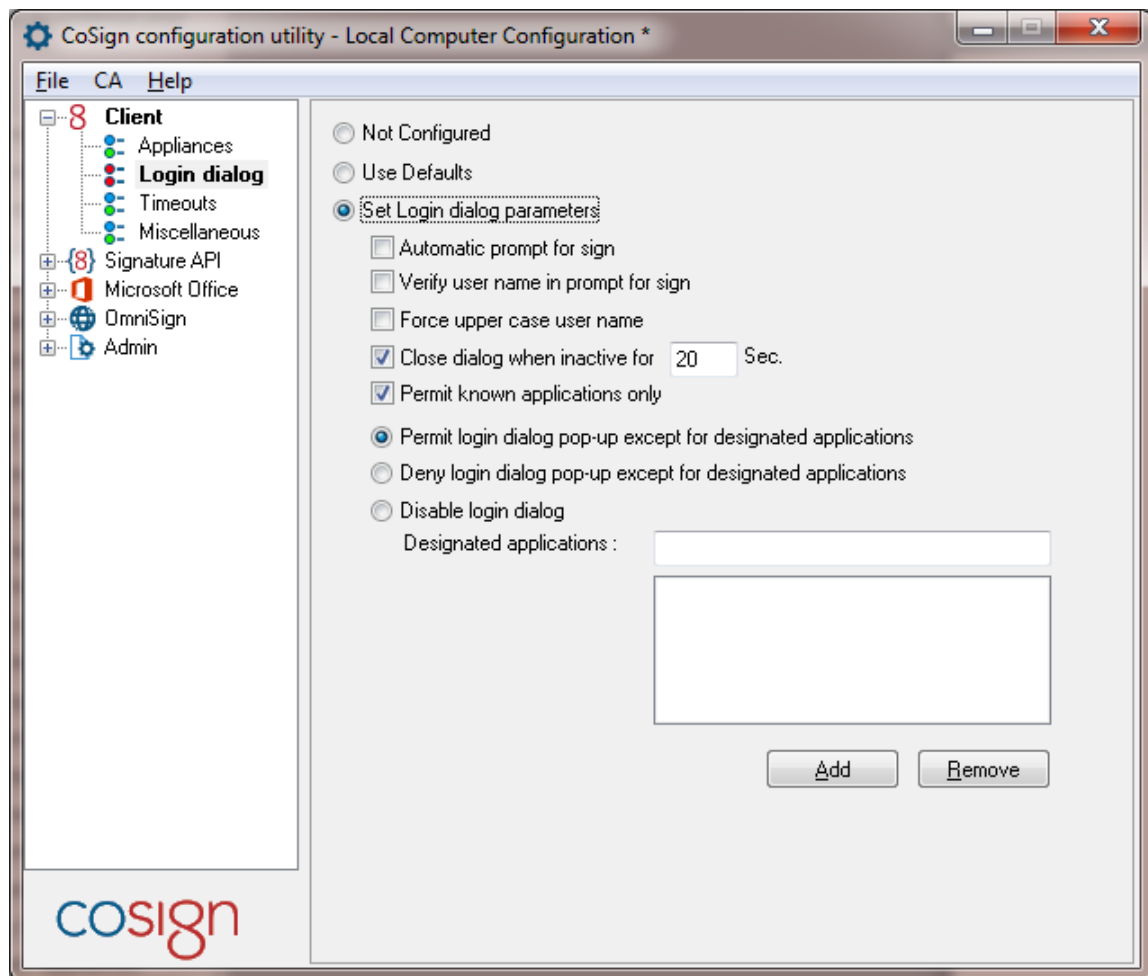 CoSign configuration utility - Local Computer Configuration *
File CA Help
Client
Appliances
Login dialog
Timeouts
Miscellaneous
{8} Signature API
Microsoft Office
OmniSign
Admin
Not Configured
Use Defaults
Set Login dialog parameters
Automatic prompt for sign
Verify user name in prompt for sign
Force upper case user name
Close dialog when inactive for 20 Sec.
Permit known applications only
Permit login dialog pop-up except for designated applications
Deny login dialog pop-up except for designated applications
Disable login dialog
Designated applications :
Add Remove
cosign